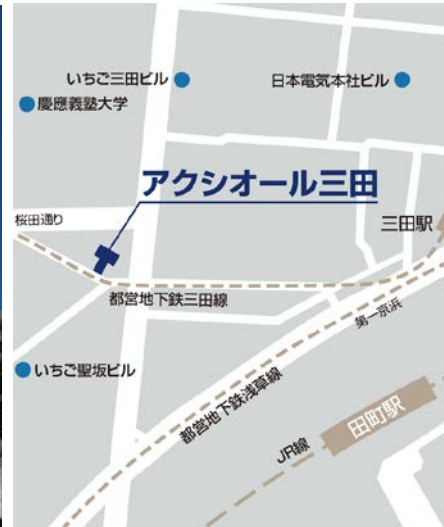 いちご三田ビル
日本電気本社ビル
慶應義塾大学
アクシオール三田
桜田通り
三田駅
都営地下鉄三田線
第一京浜
いちご聖坂ビル
都営地下鉄浅草線
田町駅
JR線